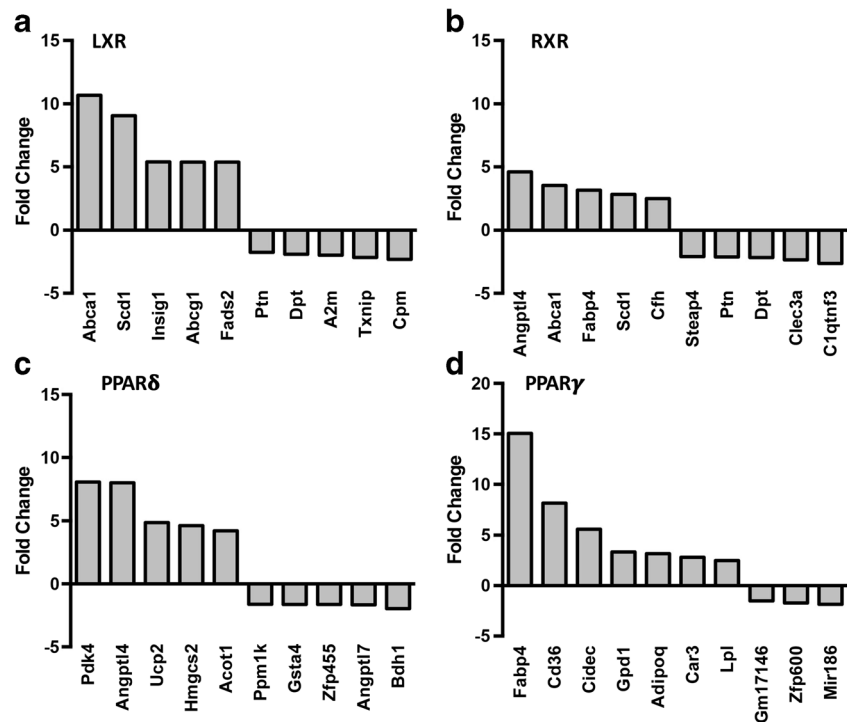 a
LXR
15
10
5
0
-5
Fold Change
Abca1
Scd1
Insig1
Abcg1
Fads2
Ptn
Dpt
A2m
Txnip
Cpm
b
RXR
15
10
5
0
-5
Fold Change
Angptl4
Abca1
Fabp4
Scd1
Cfh
Steap4
Ptn
Dpt
Clec3a
C1qtnf3
c
PPARδ
15
10
5
0
-5
Fold Change
Pdk4
Angptl4
Ucp2
Hmgcs2
Acot1
Ppm1k
Gsta4
Zfp455
Angptl7
Bdh1
d
PPARγ
20
15
10
5
0
-5
Fold Change
Fabp4
Cd36
Cidec
Gpd1
Adipoq
Car3
Lpl
Gm17146
Zfp600
Mir186